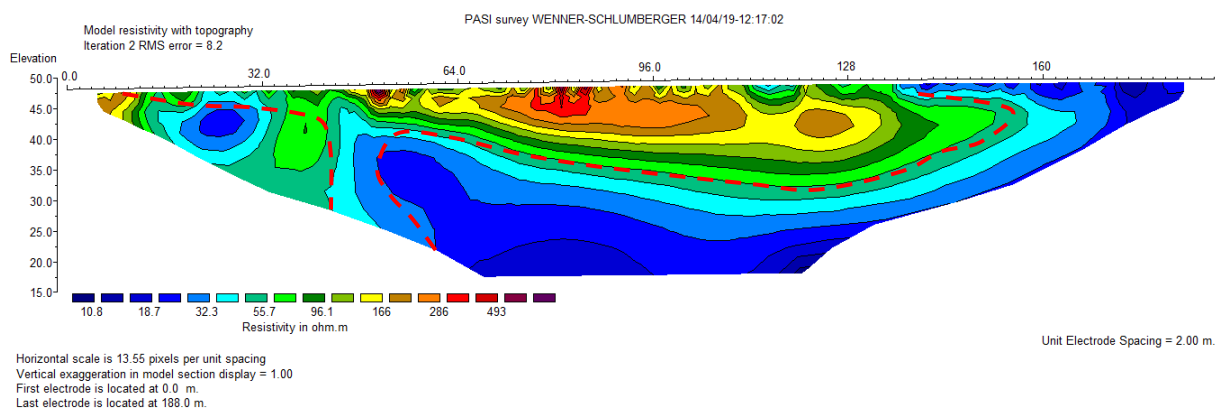 PASI survey WENNER-SCHLUMBERGER 14/04/19-12:17:02
Model resistivity with topography
Iteration 2 RMS error = 8.2
Elevation
0.0 32.0 64.0 96.0 128 160
50.0
45.0
40.0
35.0
30.0
25.0
20.0
15.0
10.8 18.7 32.3 55.7 96.1 166 286 493
Resistivity in ohm.m
Unit Electrode Spacing = 2.00 m.
Horizontal scale is 13.55 pixels per unit spacing
Vertical exaggeration in model section display = 1.00
First electrode is located at 0.0 m.
Last electrode is located at 188.0 m.